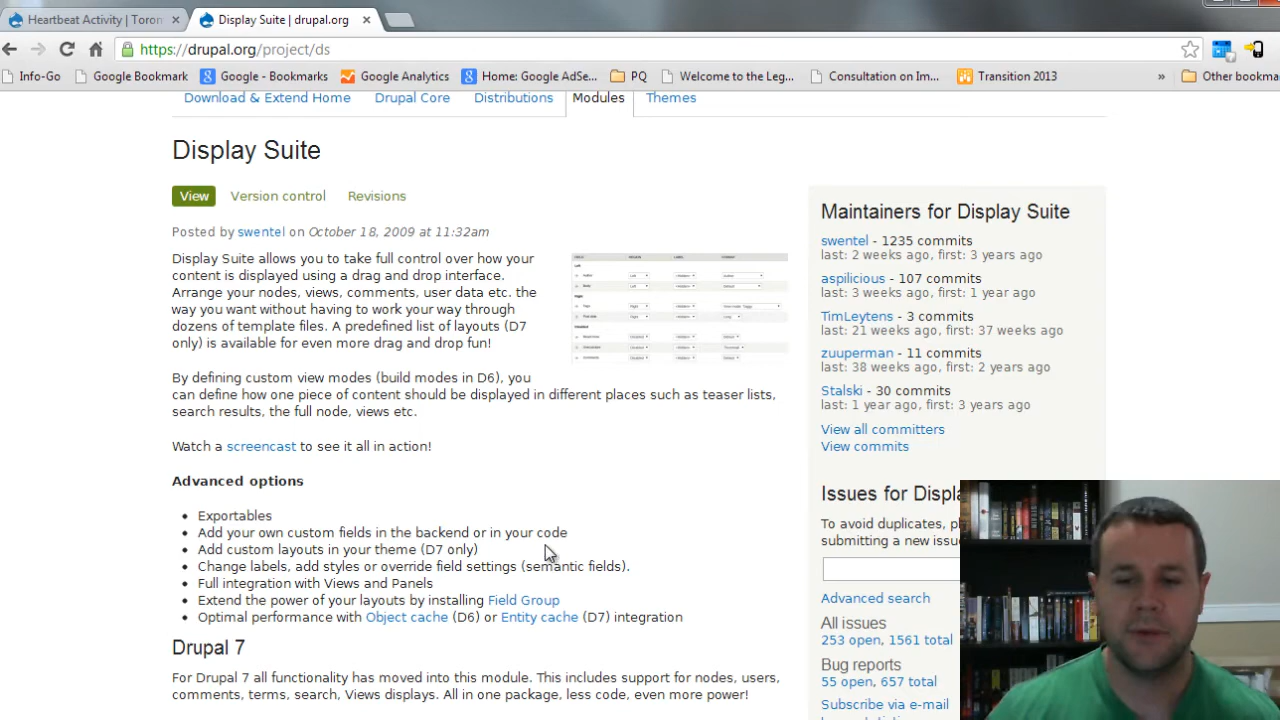 Heartbeat Activity | Toron
Display Suite | drupal.org
https://drupal.org/project/ds
Info-Go
Google Bookmark
Google - Bookmarks
Google Analytics
Home: Google AdSe...
PQ
Welcome to the Leg...
Consultation on Im...
Transition 2013
»
Other bookma
Download & Extend Home
Drupal Core
Distributions
Modules
Themes
Display Suite
View
Version control
Revisions
Posted by swentel on October 18, 2009 at 11:32am
Display Suite allows you to take full control over how your
content is displayed using a drag and drop interface.
Arrange your nodes, views, comments, user data etc. the
way you want without having to work your way through
dozens of template files. A predefined list of layouts (D7
only) is available for even more drag and drop fun!
By defining custom view modes (build modes in D6), you
can define how one piece of content should be displayed in different places such as teaser lists,
search results, the full node, views etc.
Watch a screencast to see it all in action!
Advanced options
Exportables
Add your own custom fields in the backend or in your code
Add custom layouts in your theme (D7 only)
Change labels, add styles or override field settings (semantic fields).
Full integration with Views and Panels
Extend the power of your layouts by installing Field Group
Optimal performance with Object cache (D6) or Entity cache (D7) integration
Drupal 7
For Drupal 7 all functionality has moved into this module. This includes support for nodes, users,
comments, terms, search, Views displays. All in one package, less code, even more power!
Maintainers for Display Suite
swentel - 1235 commits
last: 2 weeks ago, first: 3 years ago
aspilicious - 107 commits
last: 3 weeks ago, first: 1 year ago
TimLeytens - 3 commits
last: 21 weeks ago, first: 37 weeks ago
zuuperman - 11 commits
last: 38 weeks ago, first: 2 years ago
Stalski - 30 commits
last: 1 year ago, first: 3 years ago
View all committers
View commits
Issues for Displ
To avoid duplicates, pl
submitting a new issue
Advanced search
All issues
253 open, 1561 total
Bug reports
55 open, 657 total
Subscribe via e-mail